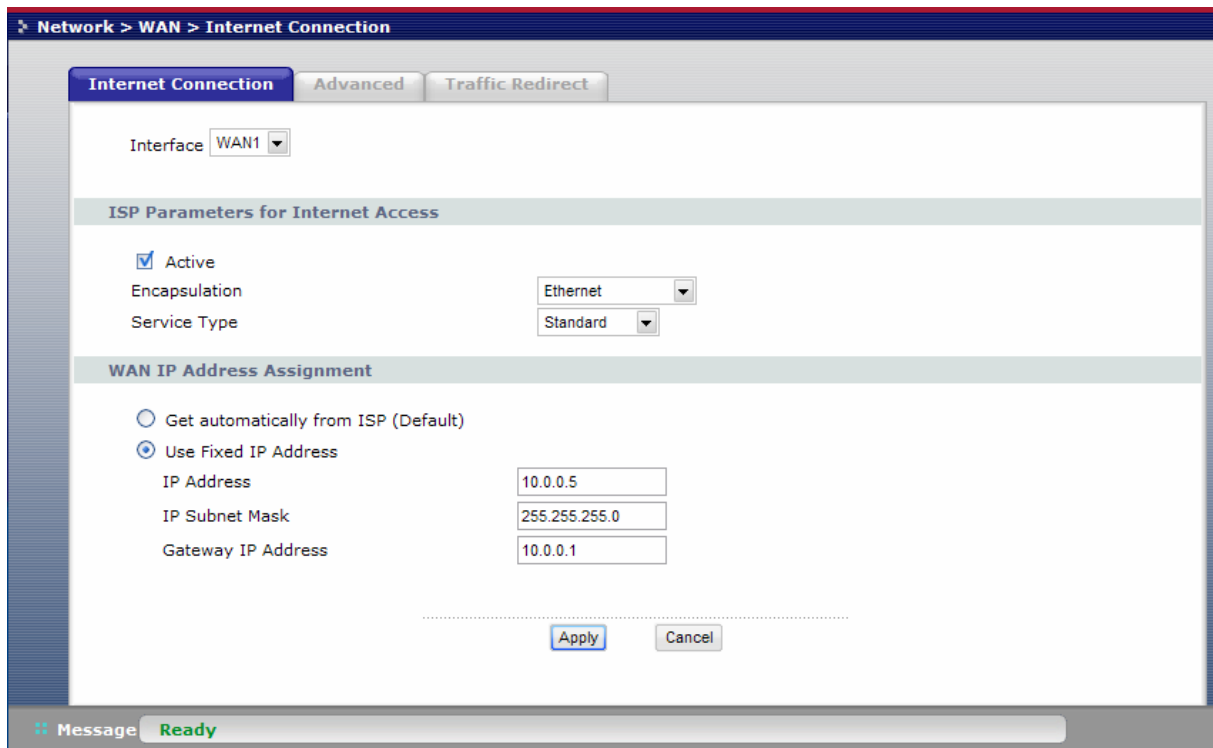 Network > WAN > Internet Connection
Internet Connection Advanced Traffic Redirect
Interface WAN1
ISP Parameters for Internet Access
Active
Encapsulation Ethernet
Service Type Standard
WAN IP Address Assignment
Get automatically from ISP (Default)
Use Fixed IP Address
IP Address 10.0.0.5
IP Subnet Mask 255.255.255.0
Gateway IP Address 10.0.0.1
Apply Cancel
Message Ready